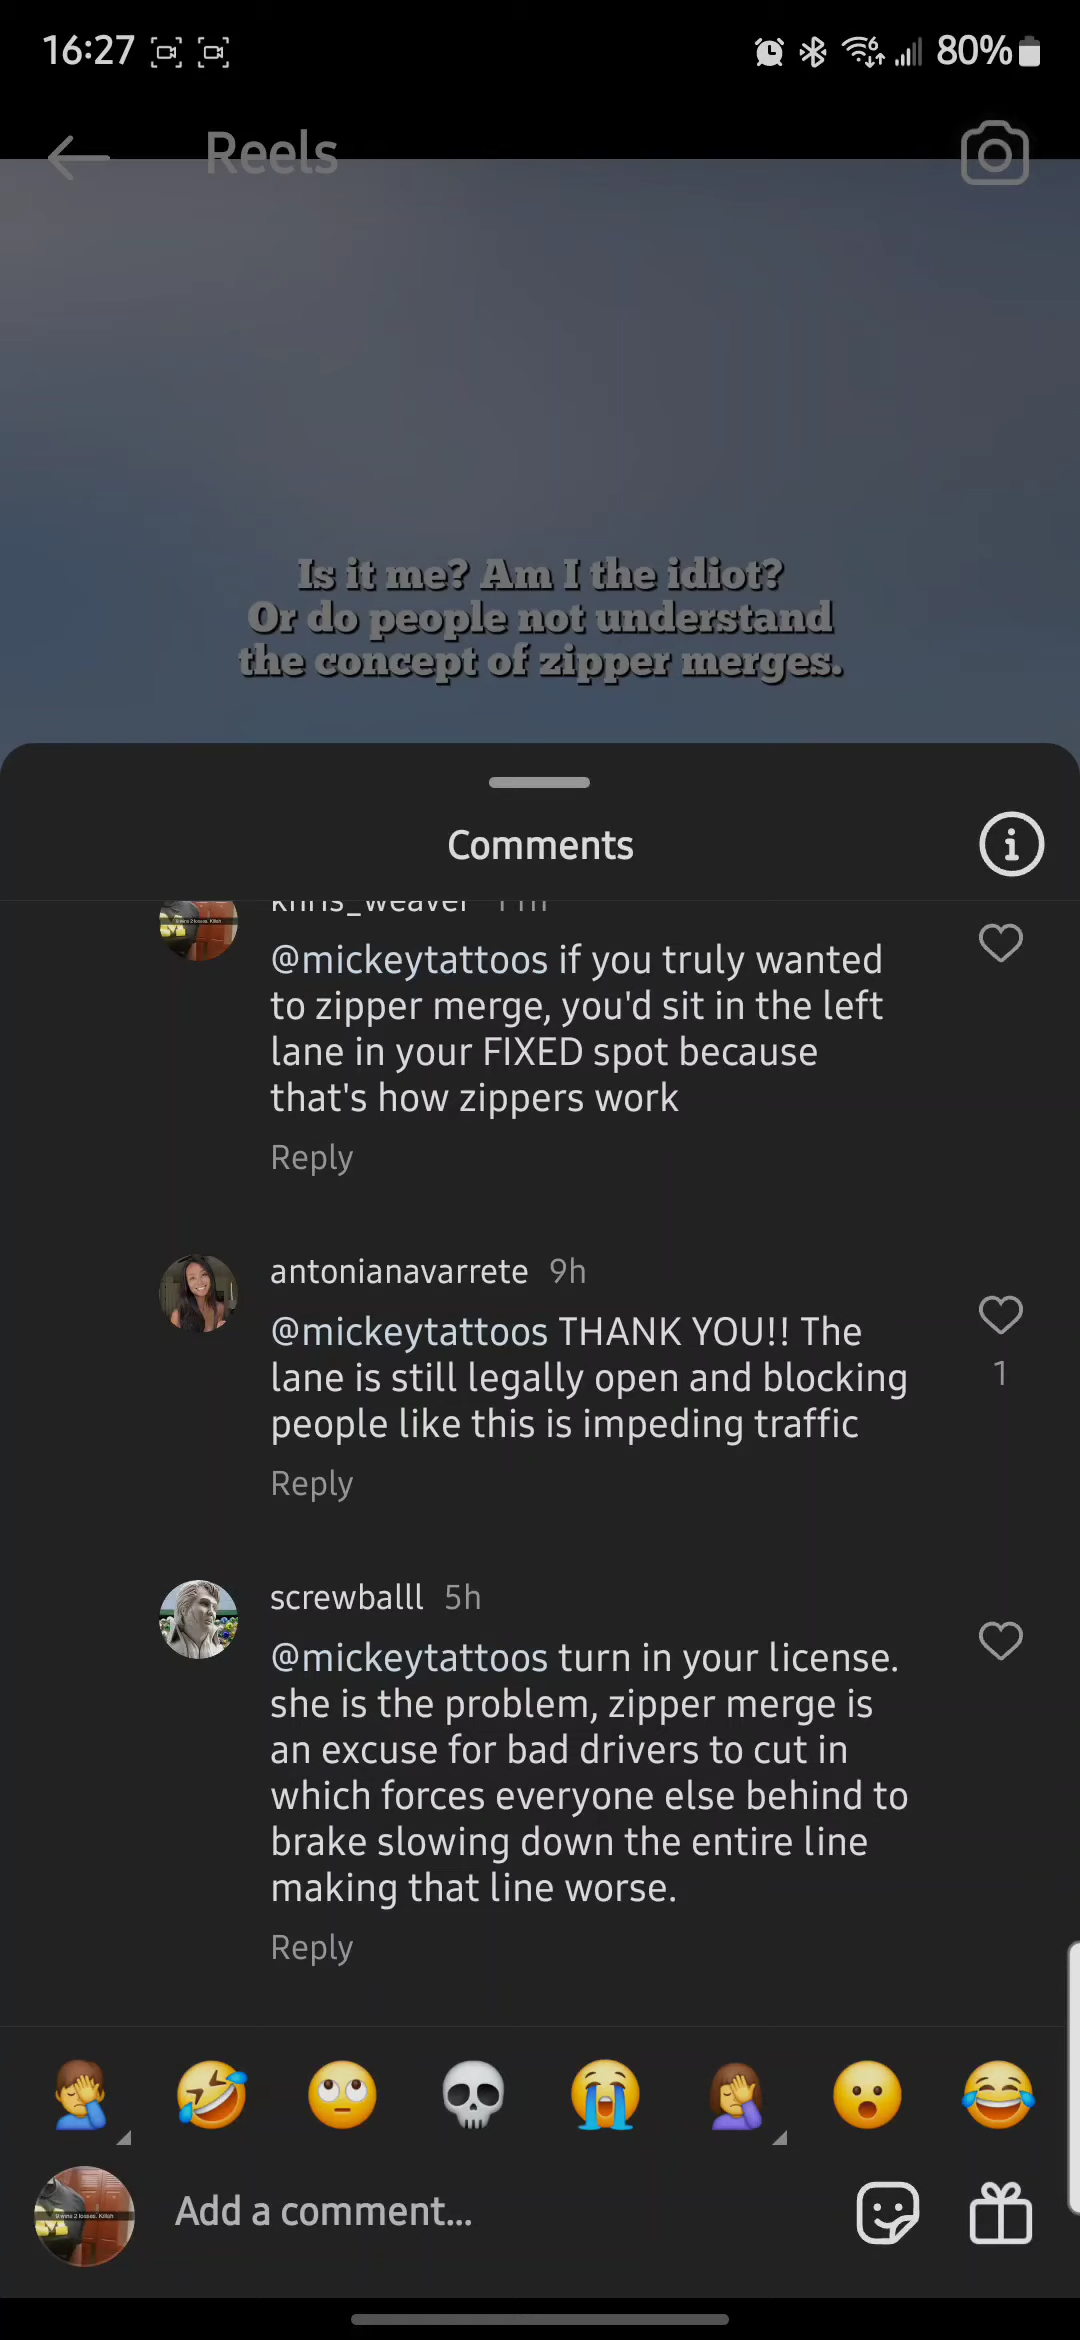 16:27
6
80%
Reels
Is it me? Am I the idiot?
Or do people not understand
the concept of zipper merges.
Comments
khris_weaver
@mickeytattoos if you truly wanted
to zipper merge, you'd sit in the left
lane in your FIXED spot because
that's how zippers work
Reply
antonianavarrete 9h
@mickeytattoos THANK YOU!! The
lane is still legally open and blocking
people like this is impeding traffic
1
Reply
screwballl 5h
@mickeytattoos turn in your license.
she is the problem, zipper merge is
an excuse for bad drivers to cut in
which forces everyone else behind to
brake slowing down the entire line
making that line worse.
Reply
Add a comment...